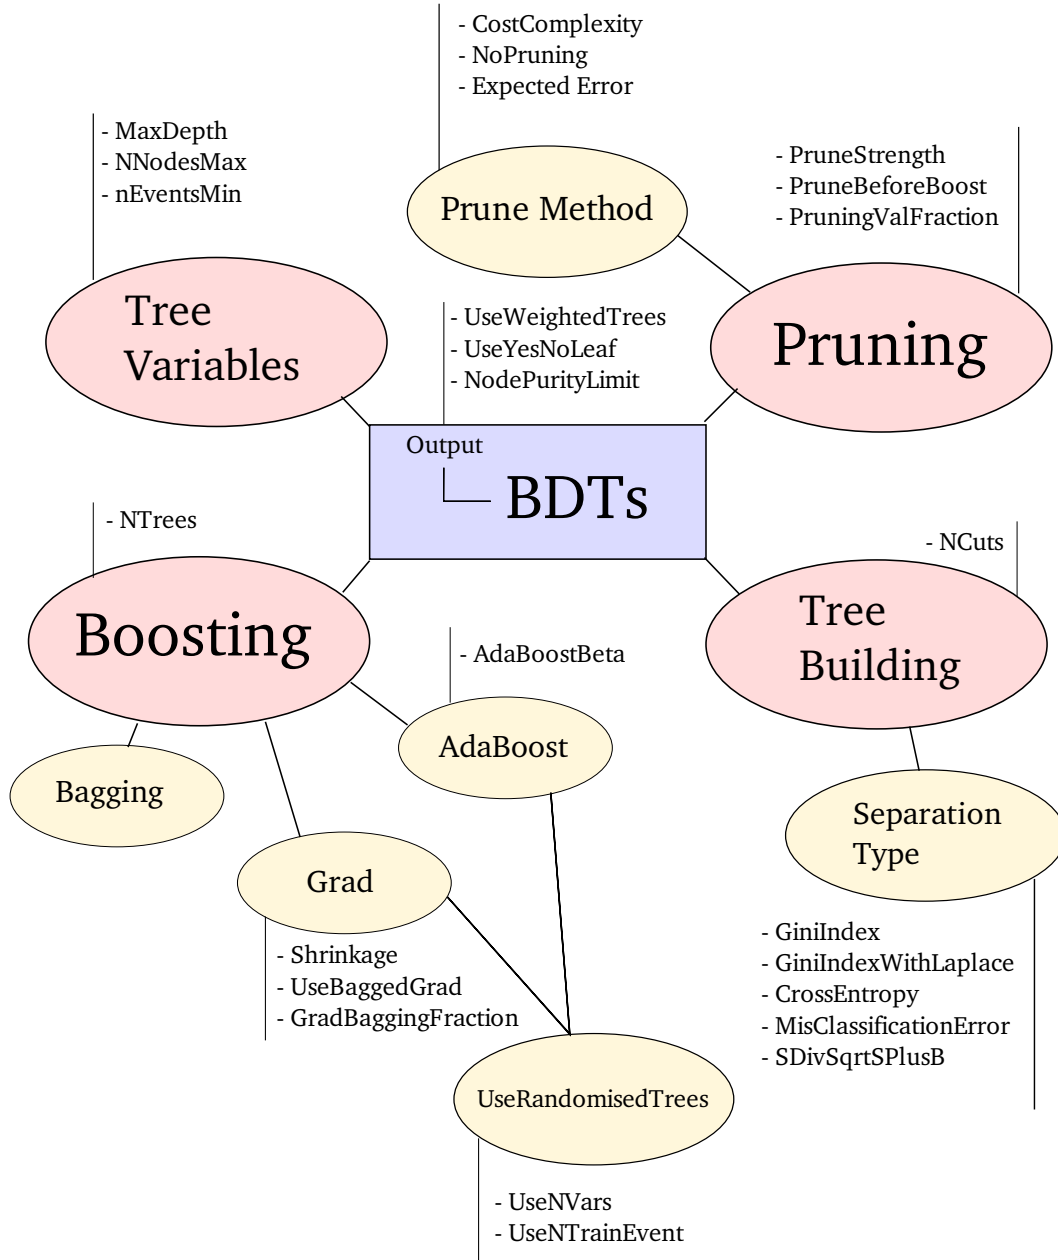 - CostComplexity
- NoPruning
- Expected Error
- MaxDepth
- NNodesMax
- nEventsMin
- PruneStrength
- PruneBeforeBoost
- PruningValFraction
Prune Method
Tree
Variables
- UseWeightedTrees
- UseYesNoLeaf
- NodePurityLimit
Pruning
Output
BDTs
- NTrees
- NCuts
Boosting
Tree
Building
- AdaBoostBeta
AdaBoost
Bagging
Separation
Type
Grad
- Shrinkage
- UseBaggedGrad
- GradBaggingFraction
- GiniIndex
- GiniIndexWithLaplace
- CrossEntropy
- MisClassificationError
- SDivSqrtSPlusB
UseRandomisedTrees
- UseNVars
- UseNTrainEvent